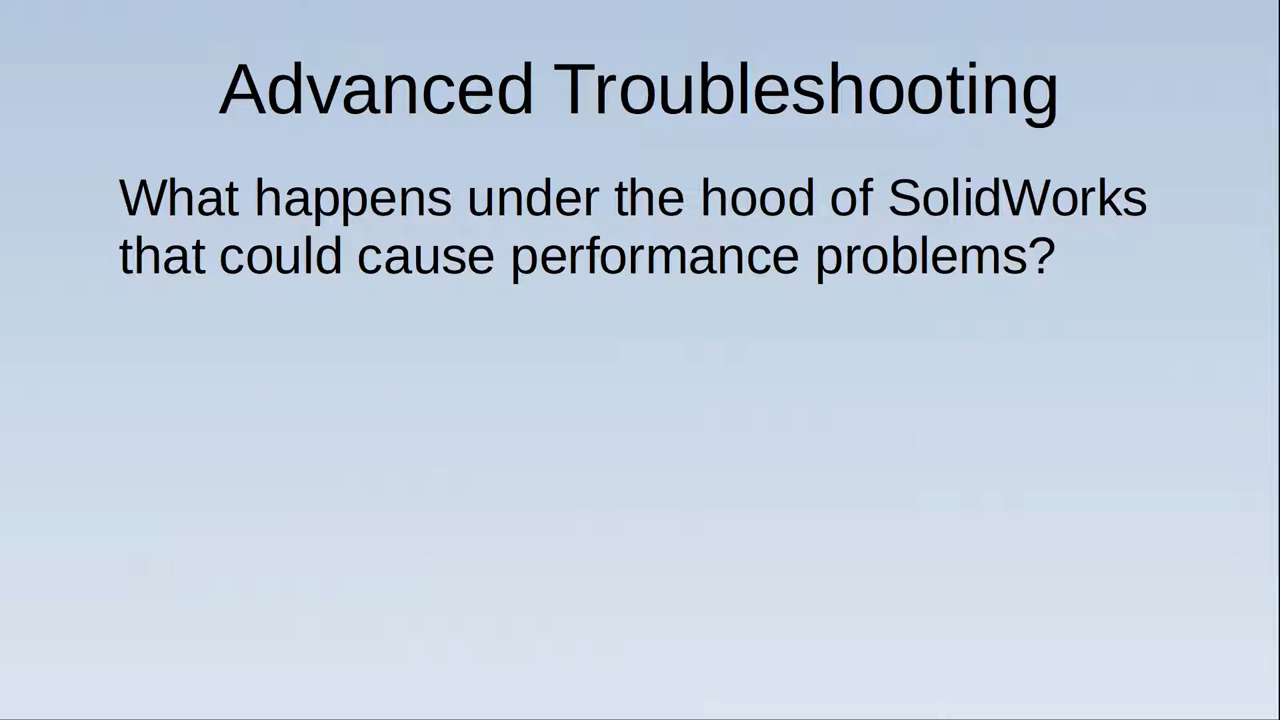 Advanced Troubleshooting
What happens under the hood of SolidWorks
that could cause performance problems?